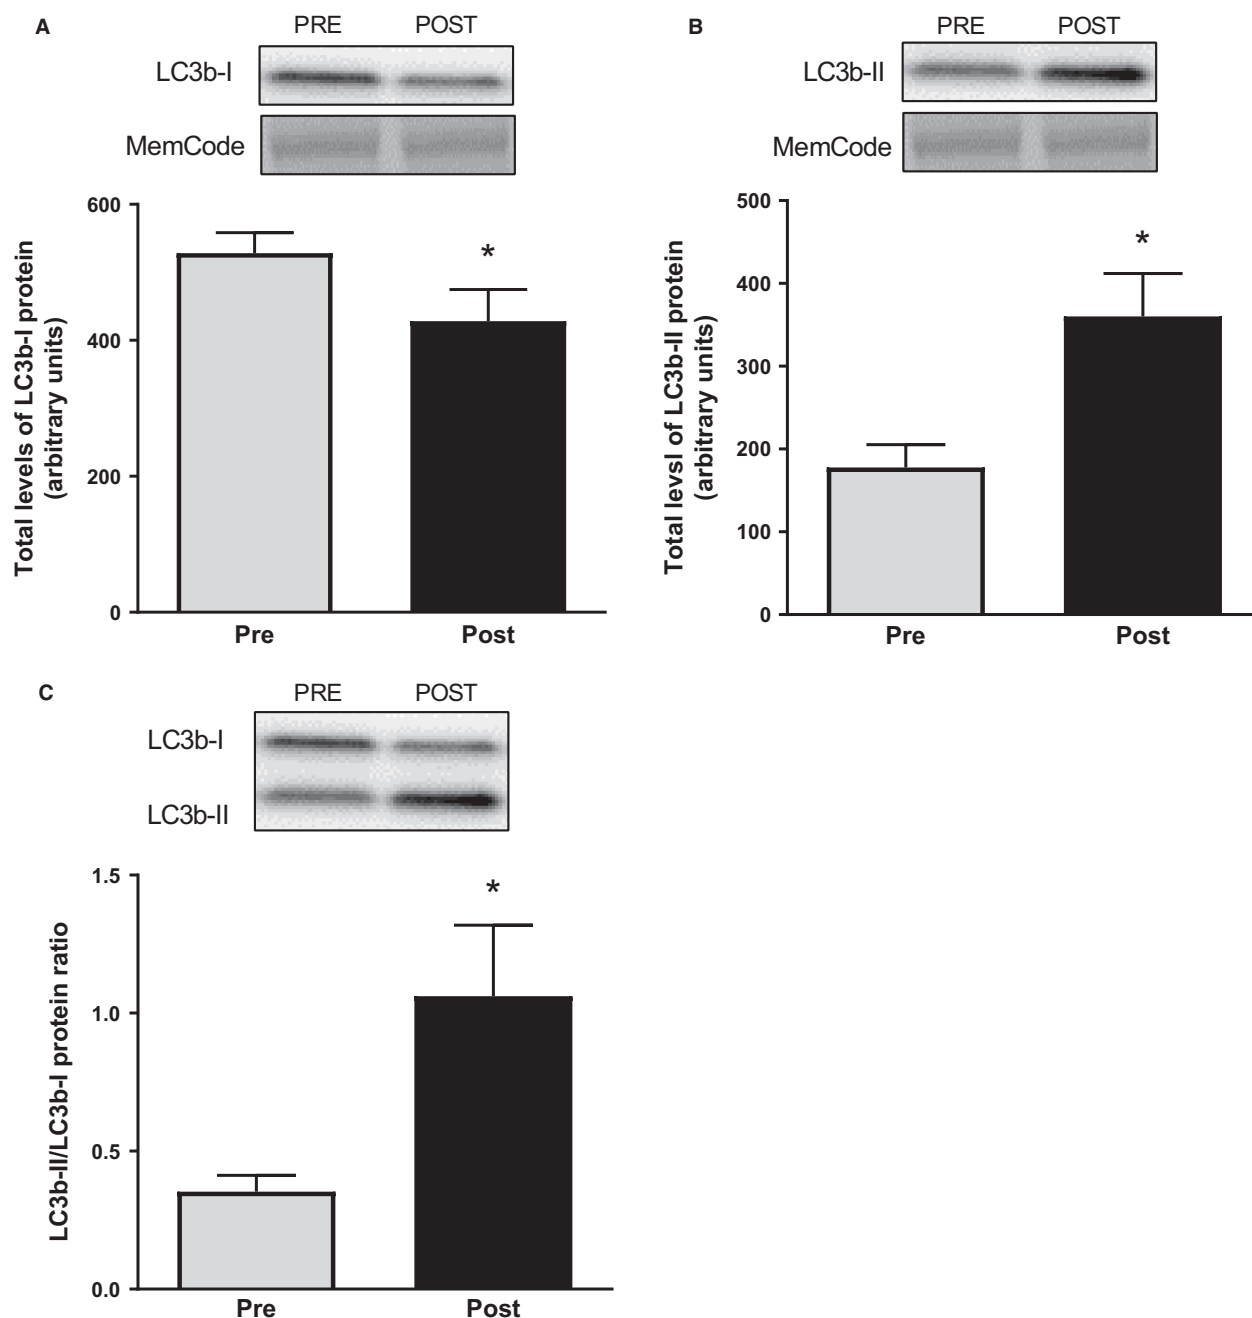 A
PRE POST
LC3b-I
MemCode
600
400
200
0
Total levels of LC3b-I protein
(arbitrary units)
*
Pre Post
B
PRE POST
LC3b-II
MemCode
500
400
300
200
100
0
Total levsl of LC3b-II protein
(arbitrary units)
*
Pre Post
C
PRE POST
LC3b-I
LC3b-II
1.5
1.0
0.5
0.0
LC3b-II/LC3b-I protein ratio
*
Pre Post